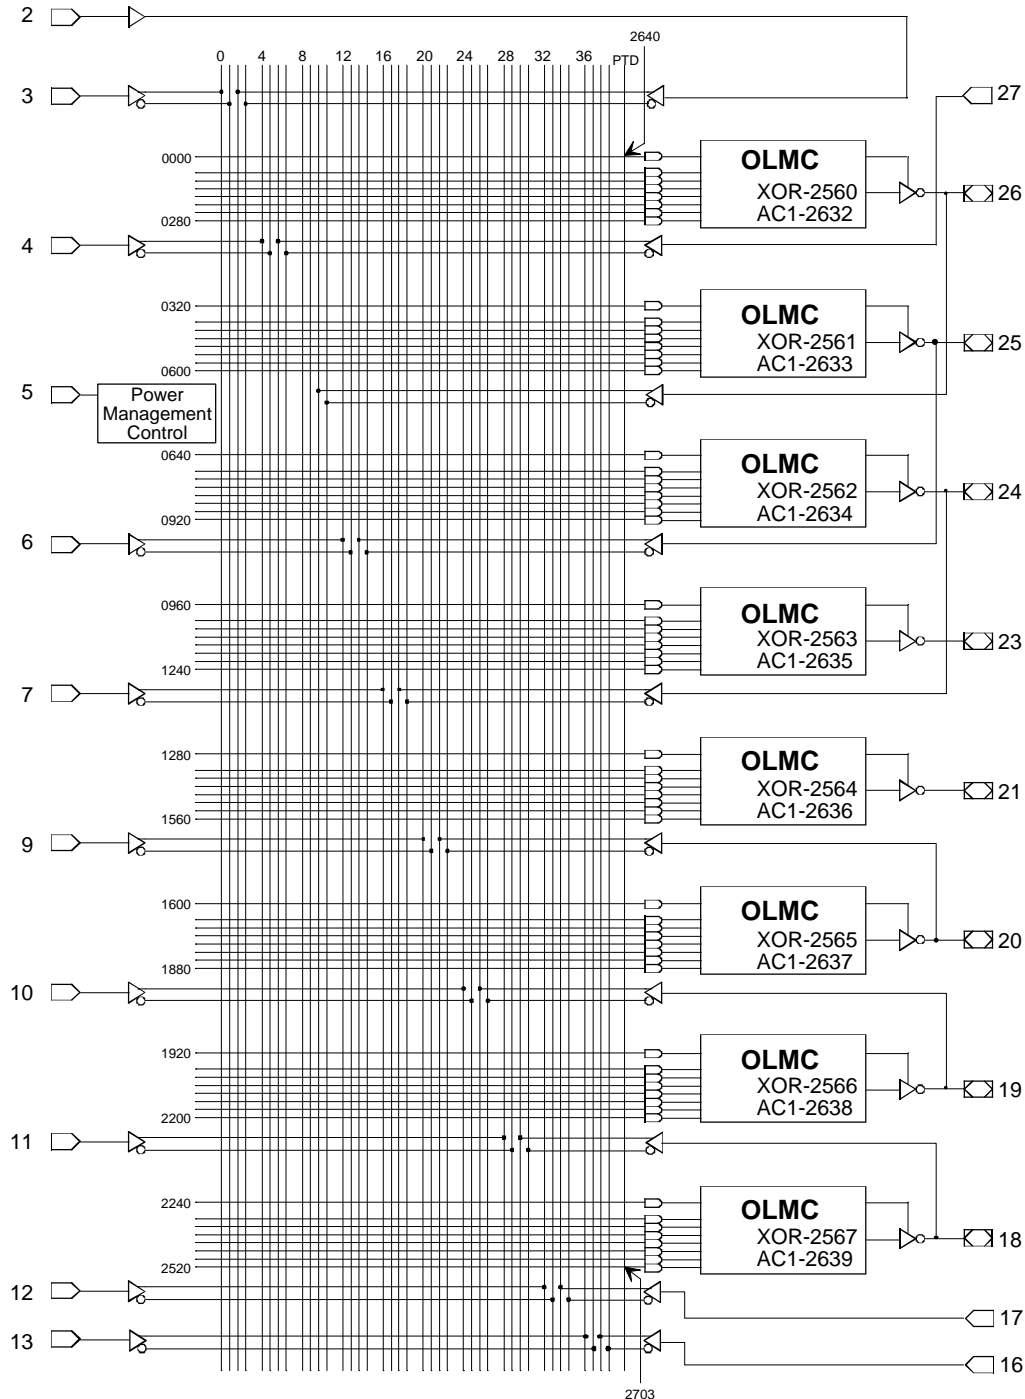 2
2640
0 4 8 12 16 20 24 28 32 36 PTD
3
27
0000
OLMC
XOR-2560
AC1-2632
26
0280
4
0320
OLMC
XOR-2561
AC1-2633
25
0600
5
Power
Management
Control
0640
OLMC
XOR-2562
AC1-2634
24
0920
6
0960
OLMC
XOR-2563
AC1-2635
23
1240
7
1280
OLMC
XOR-2564
AC1-2636
21
1560
9
1600
OLMC
XOR-2565
AC1-2637
20
1880
10
1920
OLMC
XOR-2566
AC1-2638
19
2200
11
2240
OLMC
XOR-2567
AC1-2639
18
2520
12
17
13
16
2703